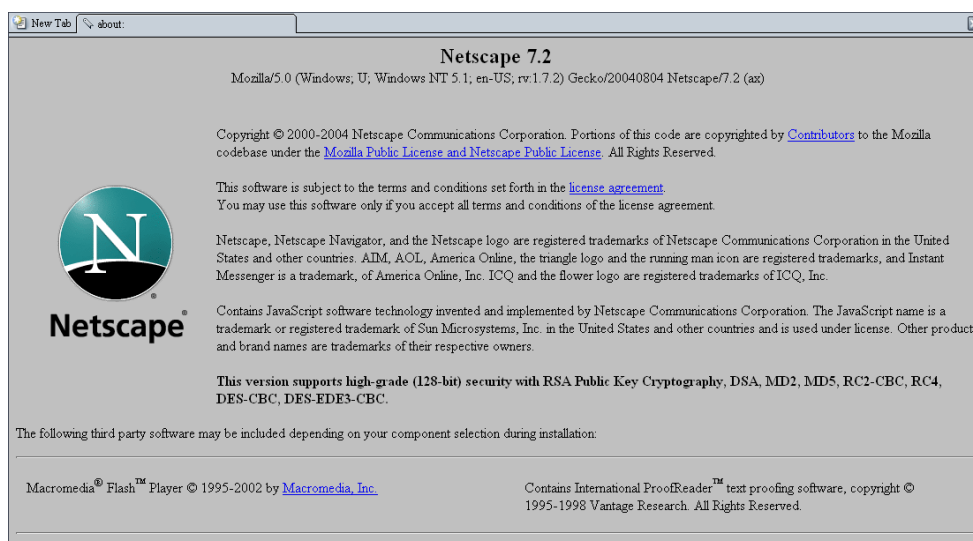 New Tab
about:
Netscape 7.2
Mozilla/5.0 (Windows; U; Windows NT 5.1; en-US; rv:1.7.2) Gecko/20040804 Netscape/7.2 (ax)
Copyright © 2000-2004 Netscape Communications Corporation. Portions of this code are copyrighted by Contributors to the Mozilla
codebase under the Mozilla Public License and Netscape Public License. All Rights Reserved.
This software is subject to the terms and conditions set forth in the license agreement.
You may use this software only if you accept all terms and conditions of the license agreement.
N
Netscape®
Netscape, Netscape Navigator, and the Netscape logo are registered trademarks of Netscape Communications Corporation in the United
States and other countries. AIM, AOL, America Online, the triangle logo and the running man icon are registered trademarks, and Instant
Messenger is a trademark, of America Online, Inc. ICQ and the flower logo are registered trademarks of ICQ, Inc.
Contains JavaScript software technology invented and implemented by Netscape Communications Corporation. The JavaScript name is a
trademark or registered trademark of Sun Microsystems, Inc. in the United States and other countries and is used under license. Other product
and brand names are trademarks of their respective owners.
This version supports high-grade (128-bit) security with RSA Public Key Cryptography, DSA, MD2, MD5, RC2-CBC, RC4,
DES-CBC, DES-EDE3-CBC.
The following third party software may be included depending on your component selection during installation:
Macromedia® Flash™ Player © 1995-2002 by Macromedia, Inc.
Contains International ProofReader™ text proofing software, copyright ©
1995-1998 Vantage Research. All Rights Reserved.